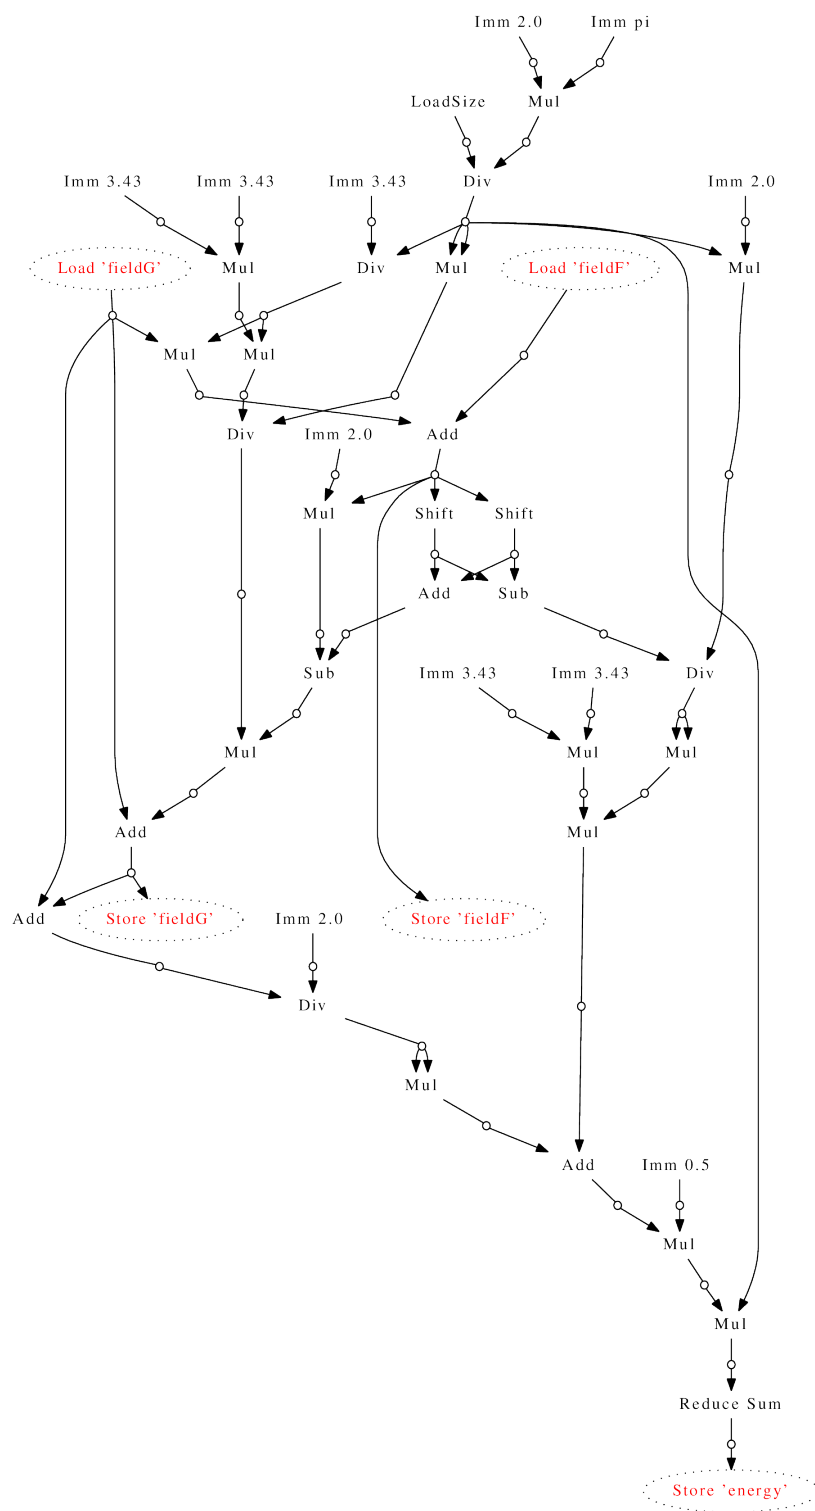 Imm 2.0 Imm pi
LoadSize Mul
Imm 3.43 Imm 3.43 Imm 3.43 Div Imm 2.0
Load 'fieldG' Mul Div Mul Load 'fieldF' Mul
Mul Mul
Div Imm 2.0 Add
Mul Shift Shift
Add Sub
Sub Imm 3.43 Imm 3.43 Div
Mul Mul Mul
Add Mul
Add Store 'fieldG' Imm 2.0 Store 'fieldF'
Div
Mul
Add Imm 0.5
Mul
Mul
Reduce Sum
Store 'energy'